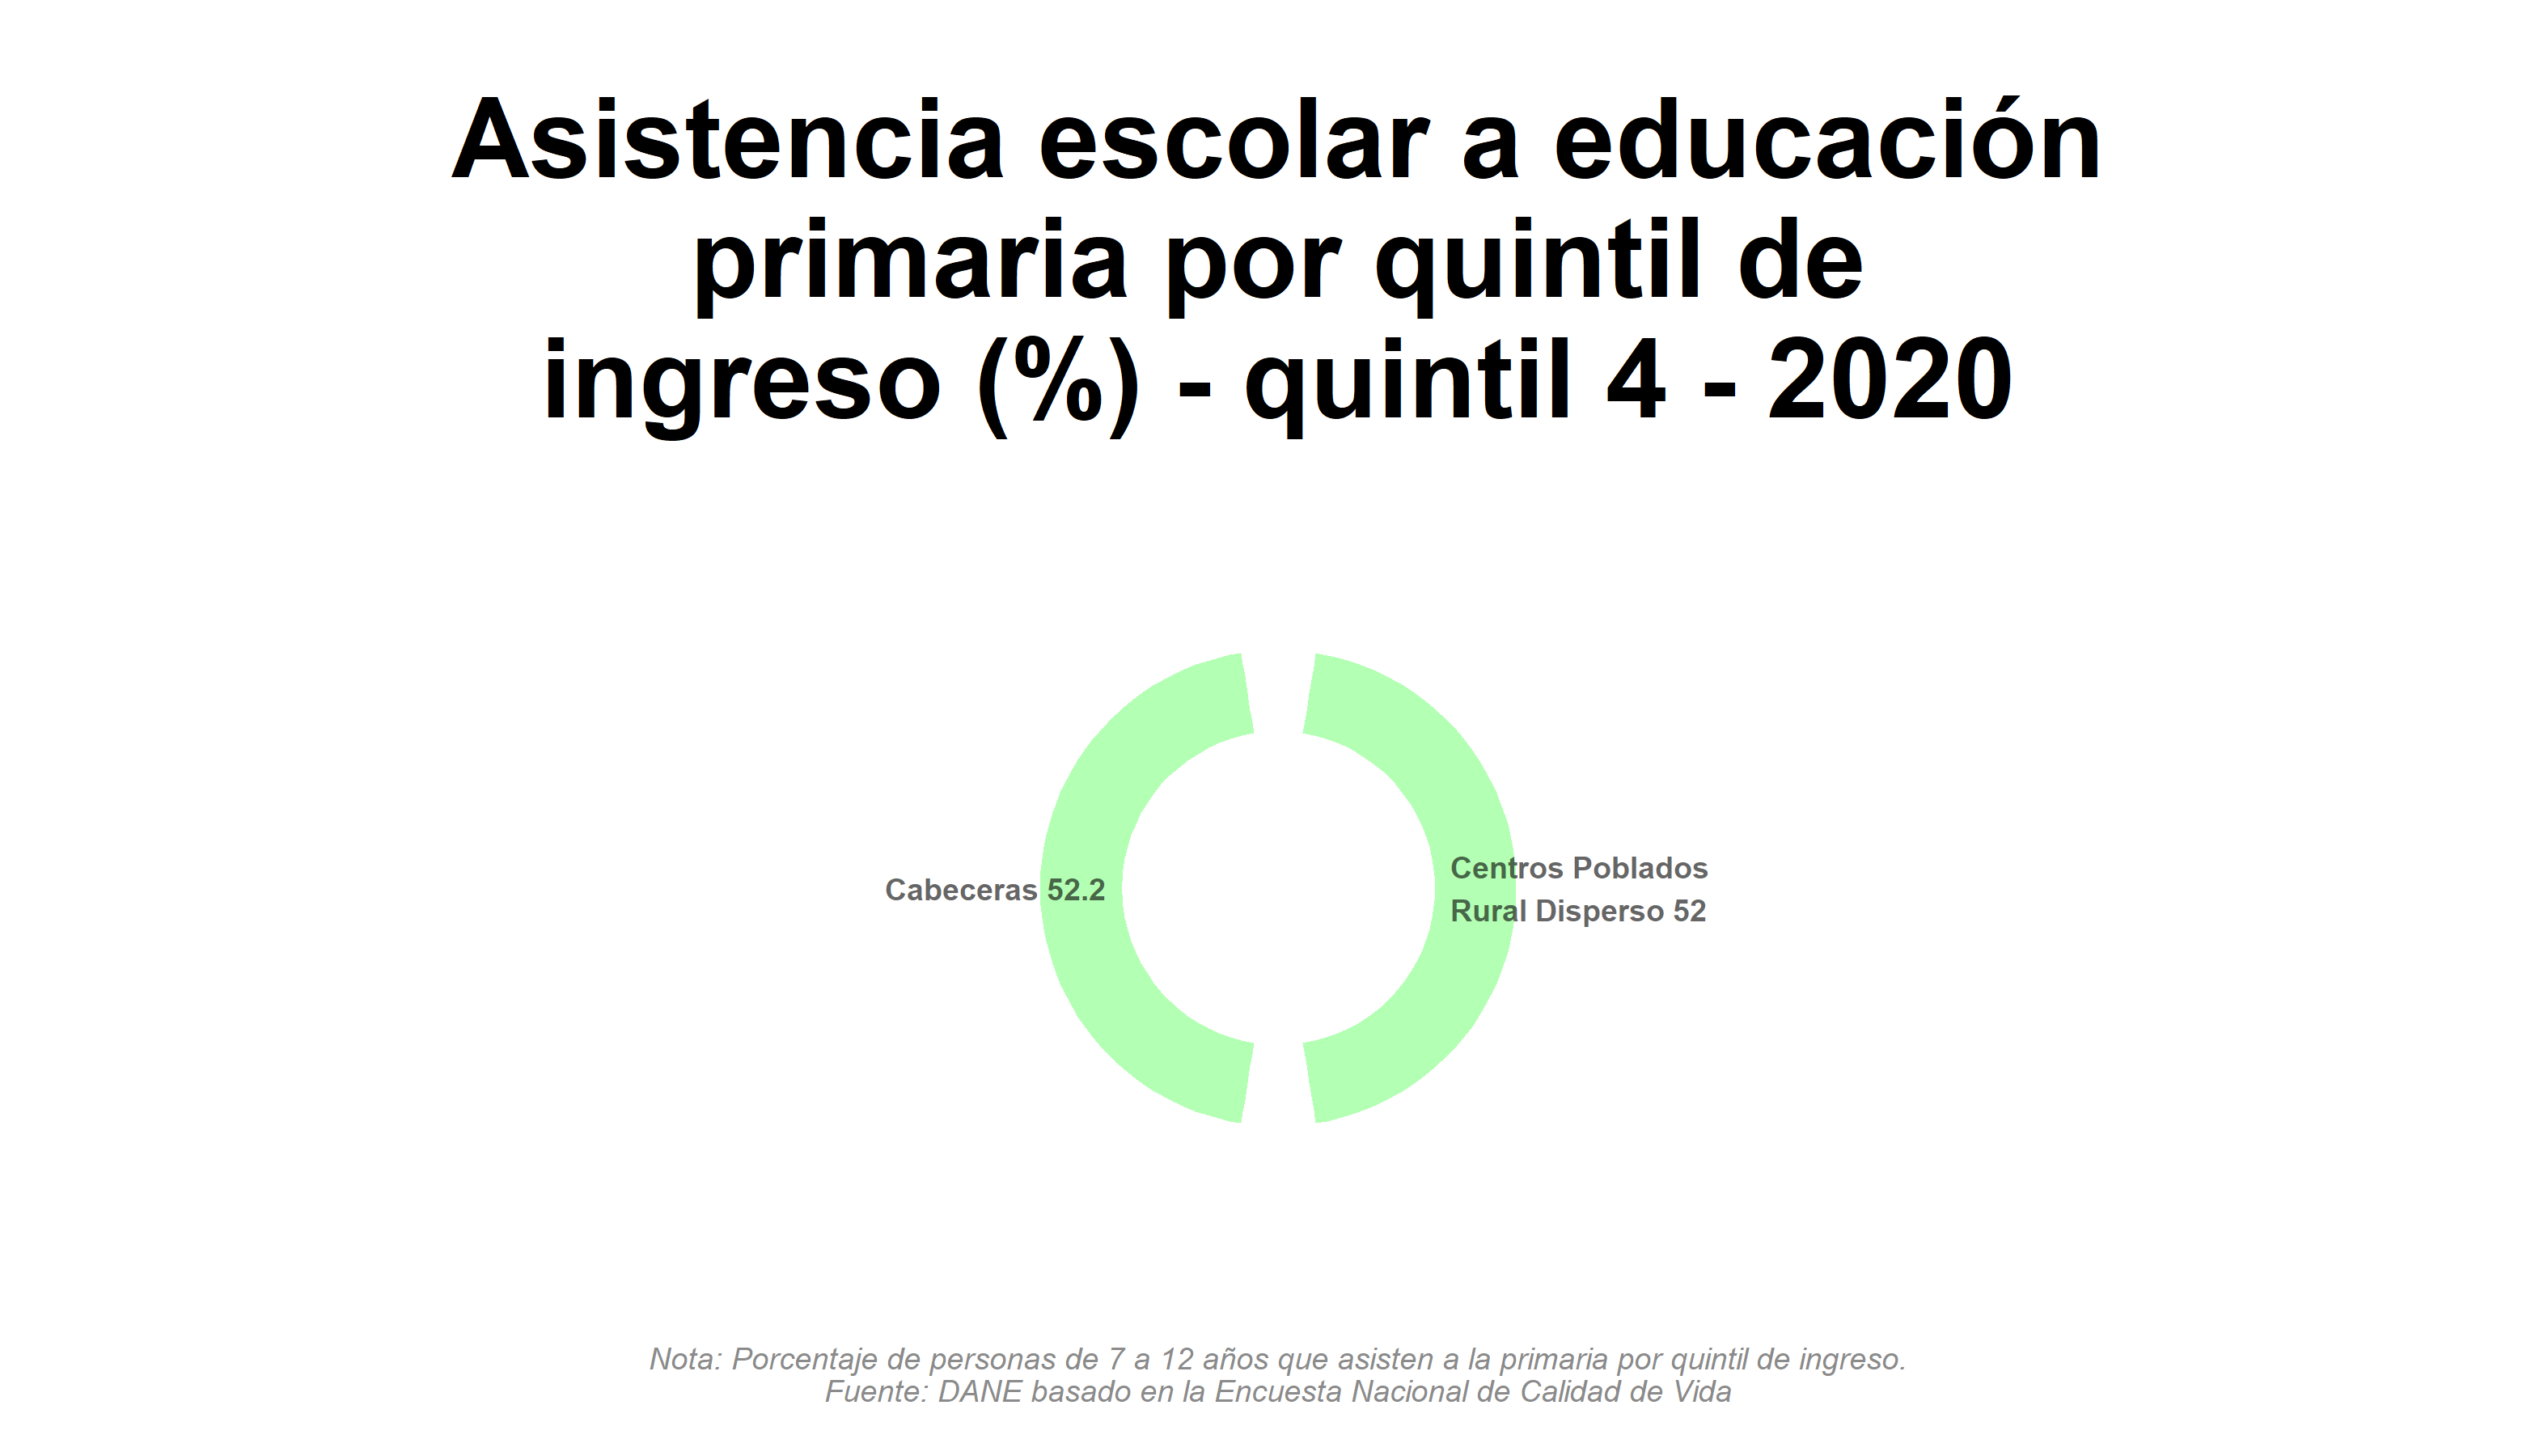 Asistencia escolar a educación
primaria por quintil de
ingreso (%) - quintil 4 - 2020
Cabeceras 52.2
Centros Poblados
Rural Disperso 52
Nota: Porcentaje de personas de 7 a 12 años que asisten a la primaria por quintil de ingreso.
Fuente: DANE basado en la Encuesta Nacional de Calidad de Vida